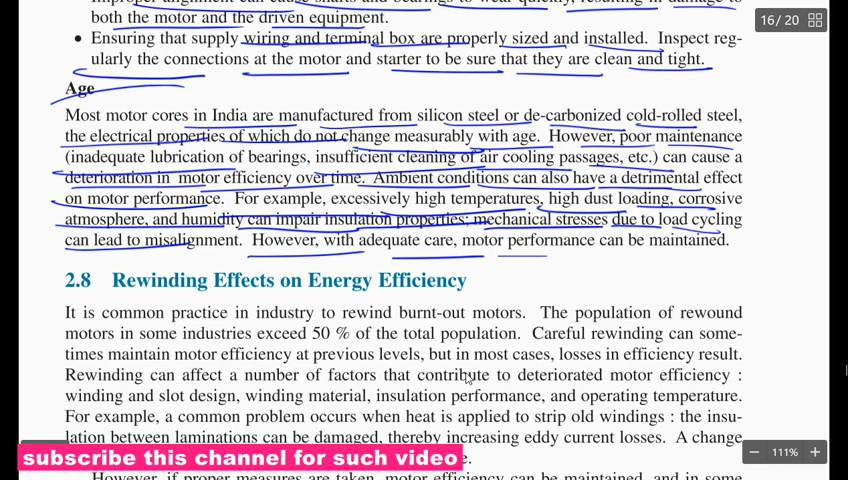 both the motor and the driven equipment.
• Ensuring that supply wiring and terminal box are properly sized and installed. Inspect reg-
ularly the connections at the motor and starter to be sure that they are clean and tight.
Age
Most motor cores in India are manufactured from silicon steel or de-carbonized cold-rolled steel,
the electrical properties of which do not change measurably with age. However, poor maintenance
(inadequate lubrication of bearings, insufficient cleaning of air cooling passages, etc.) can cause a
deterioration in motor efficiency over time. Ambient conditions can also have a detrimental effect
on motor performance. For example, excessively high temperatures, high dust loading, corrosive
atmosphere, and humidity can impair insulation properties; mechanical stresses due to load cycling
can lead to misalignment. However, with adequate care, motor performance can be maintained.
2.8 Rewinding Effects on Energy Efficiency
It is common practice in industry to rewind burnt-out motors. The population of rewound
motors in some industries exceed 50 % of the total population. Careful rewinding can some-
times maintain motor efficiency at previous levels, but in most cases, losses in efficiency result.
Rewinding can affect a number of factors that contribute to deteriorated motor efficiency :
winding and slot design, winding material, insulation performance, and operating temperature.
For example, a common problem occurs when heat is applied to strip old windings : the insu-
lation between laminations can be damaged, thereby increasing eddy current losses. A change
However, if proper measures are taken, motor efficiency can be maintained, and in some
16 / 20
111%
subscribe this channel for such video